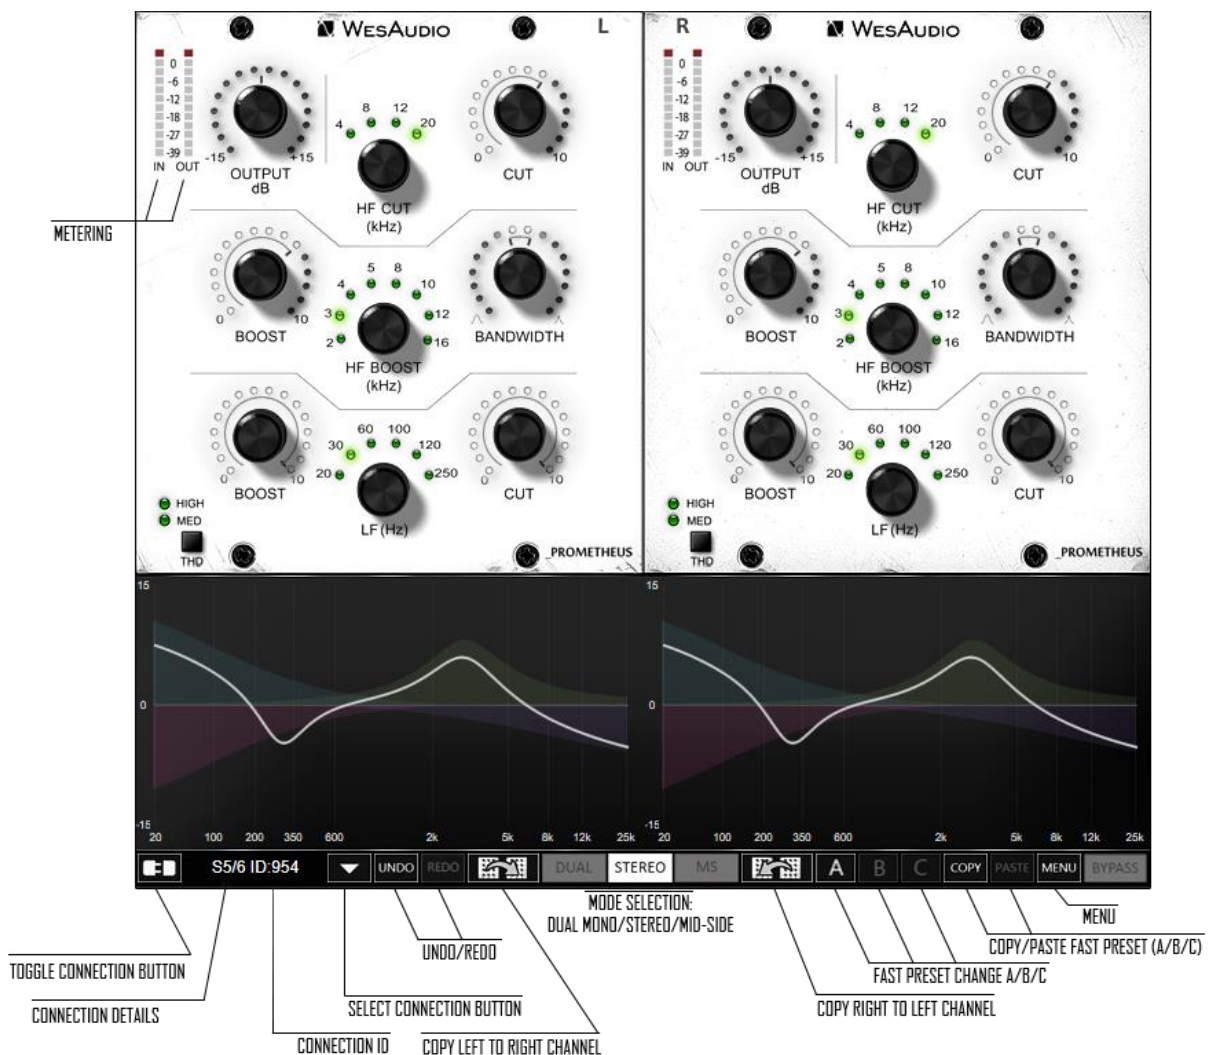 WESAUDIO L
0
-6
-12
-18
-27
-39
IN OUT
-15 +15
OUTPUT
dB
4 8 12 20
HF CUT
(kHz)
0 10
CUT
0 10
BOOST
2 3 4 5 8 10 12 16
HF BOOST
(kHz)
BANDWIDTH
0 10
BOOST
20 30 60 100 120 250
LF (Hz)
0 10
CUT
HIGH
MED
THD
_PROMETHEUS
R WESAUDIO
0
-6
-12
-18
-27
-39
IN OUT
-15 +15
OUTPUT
dB
4 8 12 20
HF CUT
(kHz)
0 10
CUT
0 10
BOOST
2 3 4 5 8 10 12 16
HF BOOST
(kHz)
BANDWIDTH
0 10
BOOST
20 30 60 100 120 250
LF (Hz)
0 10
CUT
HIGH
MED
THD
_PROMETHEUS
METERING
15
0
-15
20 100 200 350 600 2k 5k 8k 12k 25k
20 100 200 350 600 2k 5k 8k 12k 25k
S5/6 ID:954 UNDO REDO DUAL STEREO MS A B C COPY PASTE MENU BYPASS
MODE SELECTION:
DUAL MONO/STEREO/MID-SIDE
MENU
UNDO/REDO
COPY/PASTE FAST PRESET (A/B/C)
TOGGLE CONNECTION BUTTON
FAST PRESET CHANGE A/B/C
CONNECTION DETAILS
SELECT CONNECTION BUTTON
COPY RIGHT TO LEFT CHANNEL
CONNECTION ID
COPY LEFT TO RIGHT CHANNEL